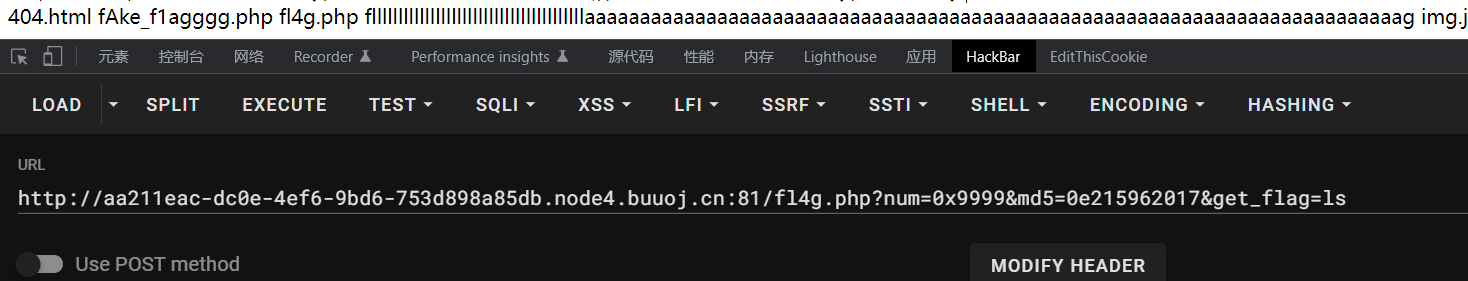 404.html fAke_f1agggg.php fl4g.php fllllllllllllllllllllllllllllllllllllllllllaaaaaaaaaaaaaaaaaaaaaaaaaaaaaaaaaaaaaaaaaaaaaaaaaaaaaaaaaaaaaaaaaaaaaaaaaag img.j
元素 控制台 网络 Recorder Performance insights 源代码 性能 内存 Lighthouse 应用 HackBar EditThisCookie
LOAD SPLIT EXECUTE TEST SQLI XSS LFI SSRF SSTI SHELL ENCODING HASHING
URL
http://aa211eac-dc0e-4ef6-9bd6-753d898a85db.node4.buuoj.cn:81/fl4g.php?num=0x9999&md5=0e215962017&get_flag=ls
Use POST method
MODIFY HEADER